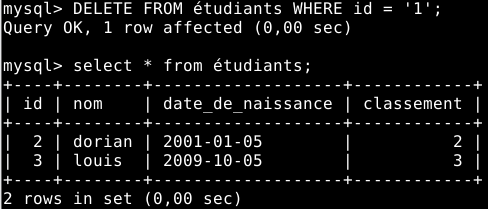 mysql> DELETE FROM étudiants WHERE id = '1';
Query OK, 1 row affected (0,00 sec)
mysql> select * from étudiants;
+----+--------+-------------------+------------+
| id | nom    | date_de_naissance | classement |
+----+--------+-------------------+------------+
|  2 | dorian | 2001-01-05        |          2 |
|  3 | louis  | 2009-10-05        |          3 |
+----+--------+-------------------+------------+
2 rows in set (0,00 sec)